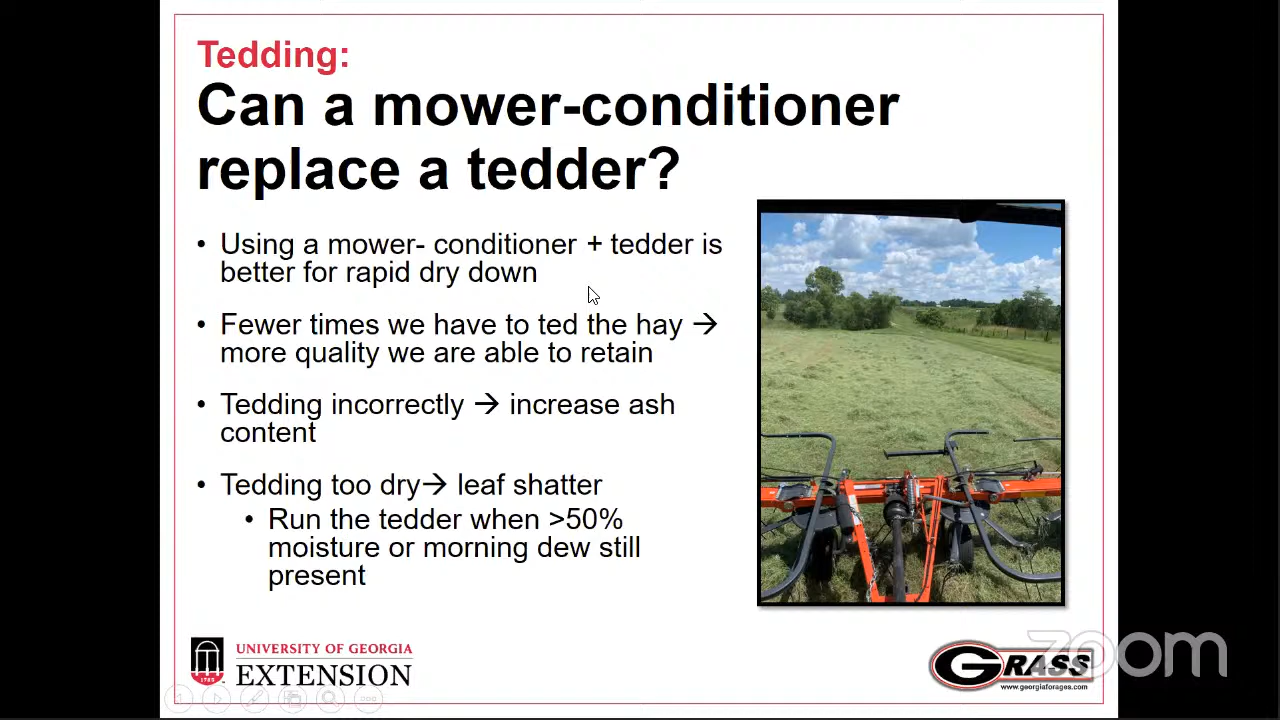 Tedding:
Can a mower-conditioner
replace a tedder?
• Using a mower- conditioner + tedder is
better for rapid dry down
• Fewer times we have to ted the hay →
more quality we are able to retain
• Tedding incorrectly → increase ash
content
• Tedding too dry→ leaf shatter
• Run the tedder when >50%
moisture or morning dew still
present
1785
UNIVERSITY OF GEORGIA
EXTENSION
GRASS
www.georgiaforages.com
zoom